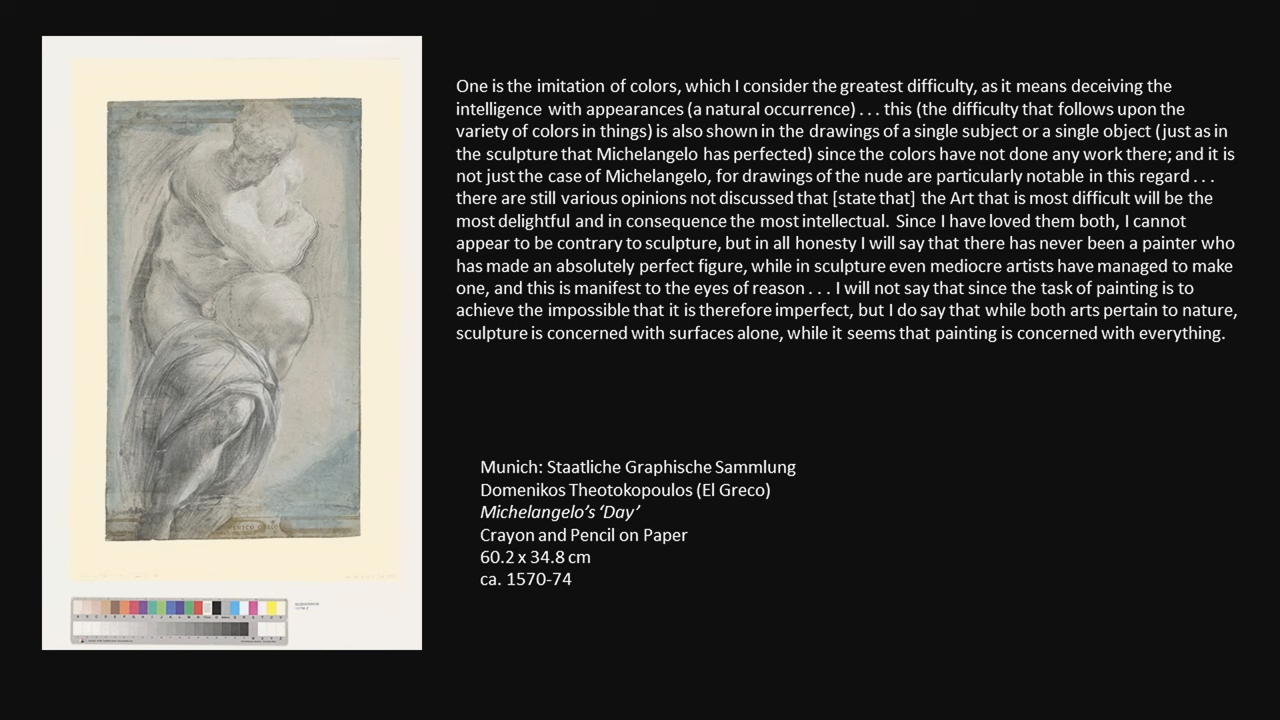 One is the imitation of colors, which I consider the greatest difficulty, as it means deceiving the
intelligence with appearances (a natural occurrence) . . . this (the difficulty that follows upon the
variety of colors in things) is also shown in the drawings of a single subject or a single object (just as in
the sculpture that Michelangelo has perfected) since the colors have not done any work there; and it is
not just the case of Michelangelo, for drawings of the nude are particularly notable in this regard . . .
there are still various opinions not discussed that [state that] the Art that is most difficult will be the
most delightful and in consequence the most intellectual. Since I have loved them both, I cannot
appear to be contrary to sculpture, but in all honesty I will say that there has never been a painter who
has made an absolutely perfect figure, while in sculpture even mediocre artists have managed to make
one, and this is manifest to the eyes of reason . . . I will not say that since the task of painting is to
achieve the impossible that it is therefore imperfect, but I do say that while both arts pertain to nature,
sculpture is concerned with surfaces alone, while it seems that painting is concerned with everything.
Munich: Staatliche Graphische Sammlung
Domenikos Theotokopoulos (El Greco)
Michelangelo's ‘Day’
Crayon and Pencil on Paper
60.2 x 34.8 cm
ca. 1570-74